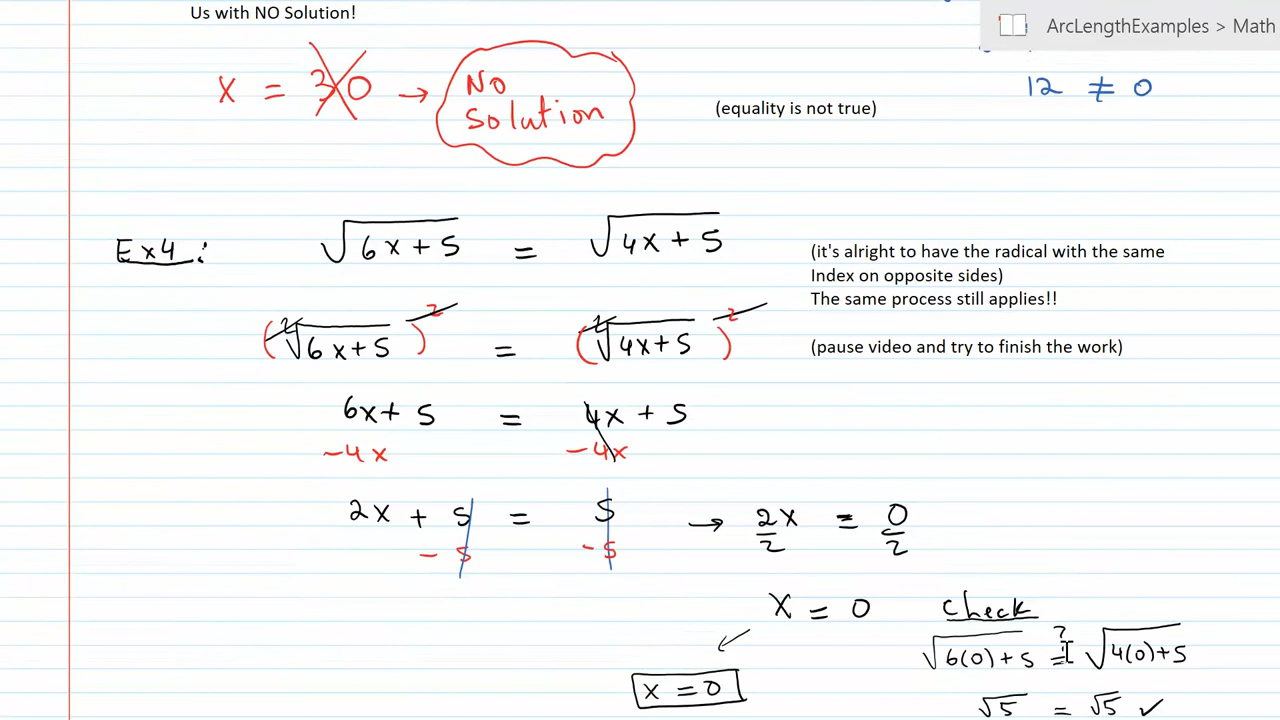 Us with NO Solution!
ArcLengthExamples > Math
x = 30 → NO Solution
(equality is not true)
12 ≠ 0
Ex4: √(6x+5) = √(4x+5)
(it's alright to have the radical with the same
Index on opposite sides)
The same process still applies!!
(²√(6x+5))² = (²√(4x+5))²
(pause video and try to finish the work)
6x+5 = 4x+5
-4x -4x
2x + 5 = 5 → 2x/2 = 0/2
-5 -5
x = 0 check
√(6(0)+5) ?= √(4(0)+5)
x = 0
√5 = √5 ✓